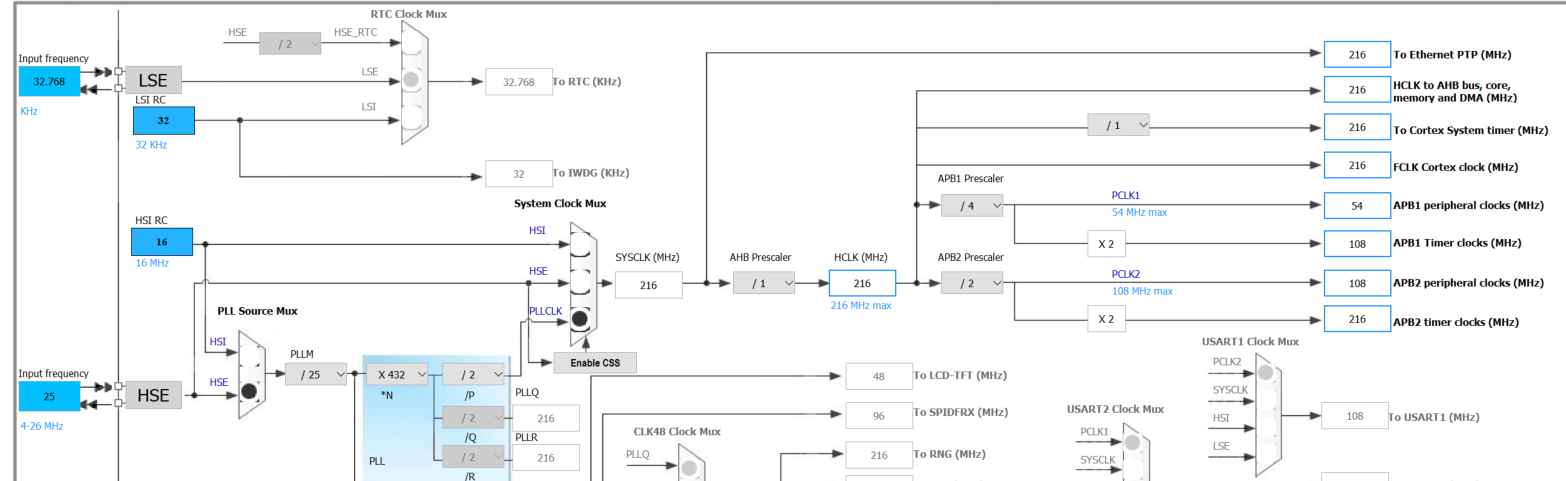 RTC Clock Mux
HSE
/ 2
HSE_RTC
Input frequency
32.768
KHz
LSE
LSE
32.768
To RTC (KHz)
LSI RC
32
32 KHz
LSI
32
To IWDG (KHz)
216
To Ethernet PTP (MHz)
216
HCLK to AHB bus, core,
memory and DMA (MHz)
/ 1
216
To Cortex System timer (MHz)
216
FCLK Cortex clock (MHz)
APB1 Prescaler
/ 4
PCLK1
54 MHz max
54
APB1 peripheral clocks (MHz)
X 2
108
APB1 Timer clocks (MHz)
System Clock Mux
HSI RC
16
16 MHz
HSI
HSE
PLLCLK
SYSCLK (MHz)
216
AHB Prescaler
/ 1
HCLK (MHz)
216
216 MHz max
APB2 Prescaler
/ 2
PCLK2
108 MHz max
108
APB2 peripheral clocks (MHz)
X 2
216
APB2 timer clocks (MHz)
PLL Source Mux
HSI
HSE
Input frequency
25
4-26 MHz
HSE
PLLM
/ 25
X 432
*N
/ 2
/P
PLLQ
/ 2
216
/Q
PLLR
/ 2
216
/R
PLL
Enable CSS
48
To LCD-TFT (MHz)
96
To SPIDFRX (MHz)
CLK48 Clock Mux
PLLQ
216
To RNG (MHz)
USART2 Clock Mux
PCLK1
SYSCLK
USART1 Clock Mux
PCLK2
SYSCLK
HSI
LSE
108
To USART1 (MHz)